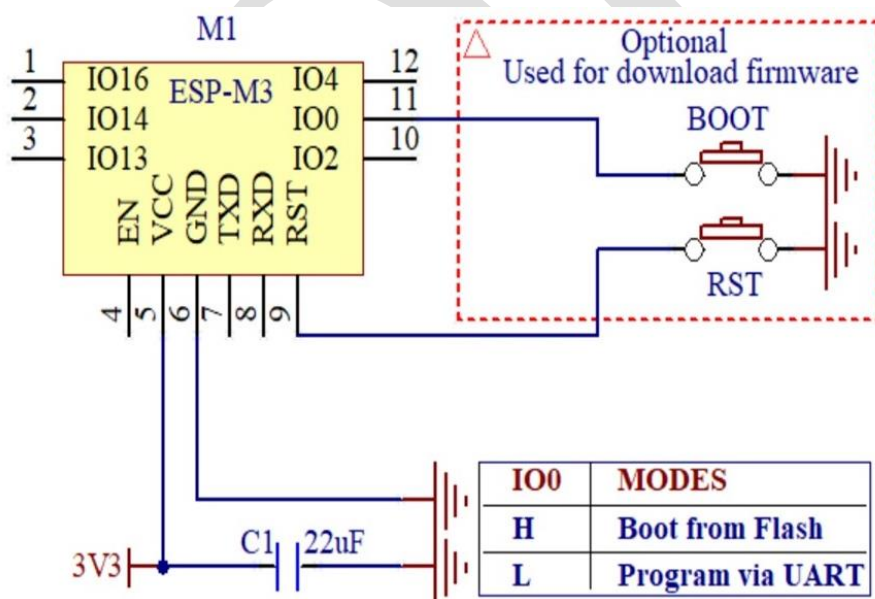 M1
ESP-M3
1
2
3
IO16
IO14
IO13
IO4
IO0
IO2
12
11
10
EN
VCC
GND
TXD
RXD
RST
4
5
6
7
8
9
Optional
Used for download firmware
BOOT
RST
3V3
C1
22uF
IO0 MODES
H Boot from Flash
L Program via UART